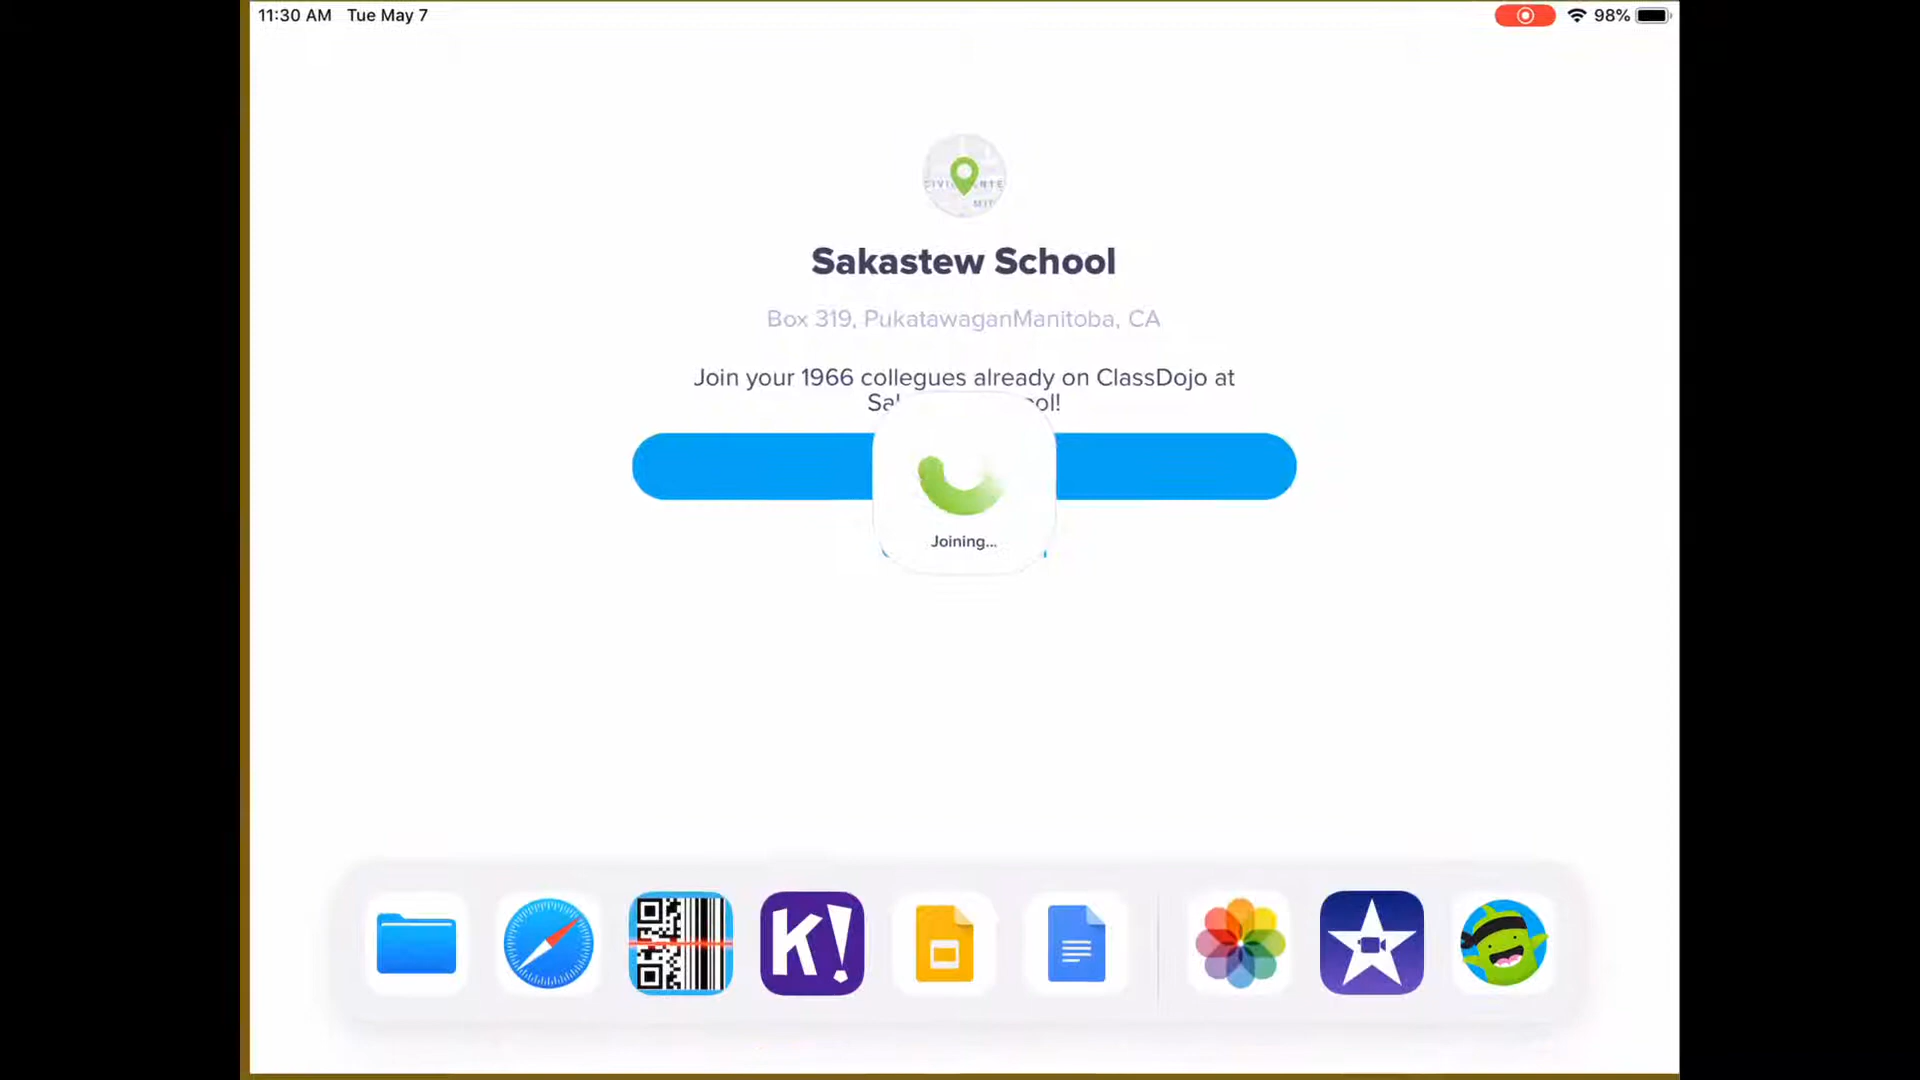 11:30 AM Tue May 7
98%
Sakastew School
Box 319, PukatawaganManitoba, CA
Join your 1966 collegues already on ClassDojo at
ool!
Joining...
K!